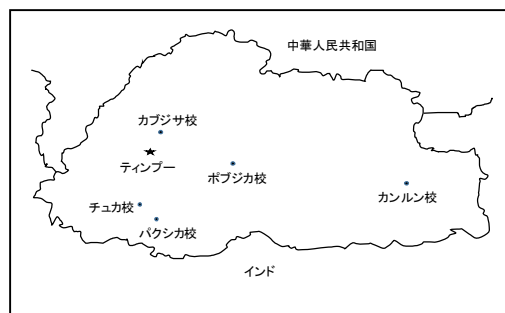 中華人民共和国
カブジサ校
ティンプー
ポブジカ校
カンルン校
チュカ校
パクシカ校
インド